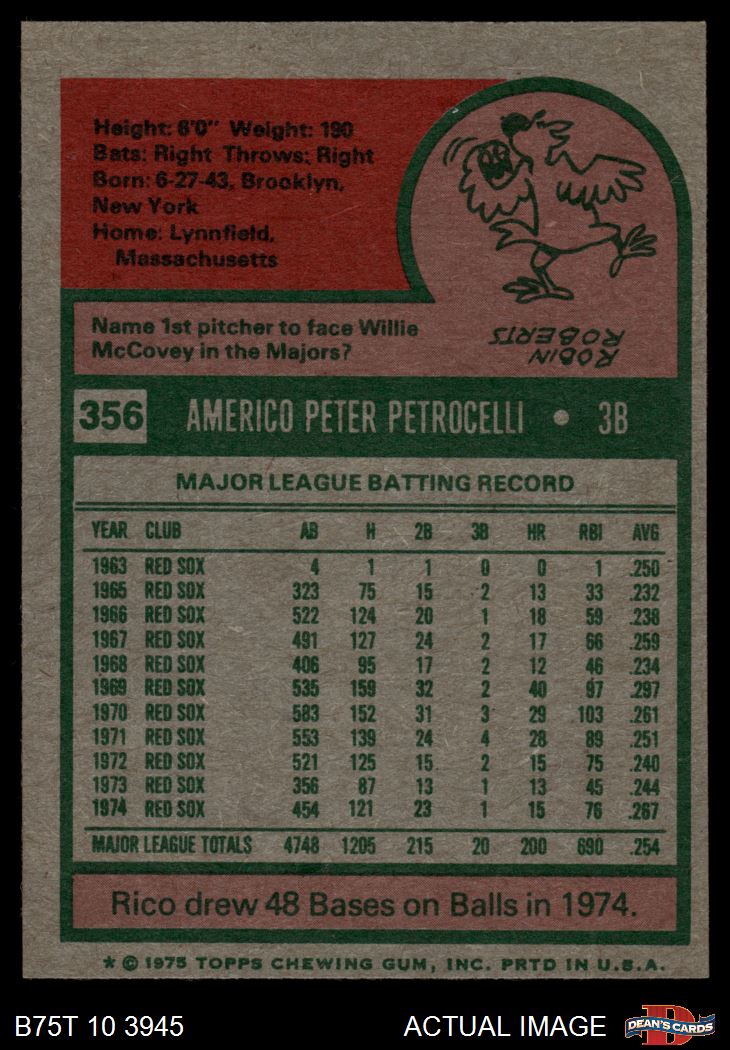 Height: 6'0" Weight: 190
Bats: Right Throws: Right
Born: 6-27-43, Brooklyn,
New York
Home: Lynnfield,
Massachusetts
Name 1st pitcher to face Willie
McCovey in the Majors?
ROBIN
ROBERTS
356 AMERICO PETER PETROCELLI • 3B
MAJOR LEAGUE BATTING RECORD
YEAR CLUB AB H 2B 3B HR RBI AVG
1963 RED SOX 4 1 1 0 0 1 .250
1965 RED SOX 323 75 15 2 13 33 .232
1966 RED SOX 522 124 20 1 18 59 .238
1967 RED SOX 491 127 24 2 17 66 .259
1968 RED SOX 406 95 17 2 12 46 .234
1969 RED SOX 535 159 32 2 40 97 .297
1970 RED SOX 583 152 31 3 29 103 .261
1971 RED SOX 553 139 24 4 28 89 .251
1972 RED SOX 521 125 15 2 15 75 .240
1973 RED SOX 356 87 13 1 13 45 .244
1974 RED SOX 454 121 23 1 15 76 .267
MAJOR LEAGUE TOTALS 4748 1205 215 20 200 690 .254
Rico drew 48 Bases on Balls in 1974.
* © 1975 TOPPS CHEWING GUM, INC. PRTD IN U.S.A.
B75T 10 3945 ACTUAL IMAGE DEAN'S CARDS